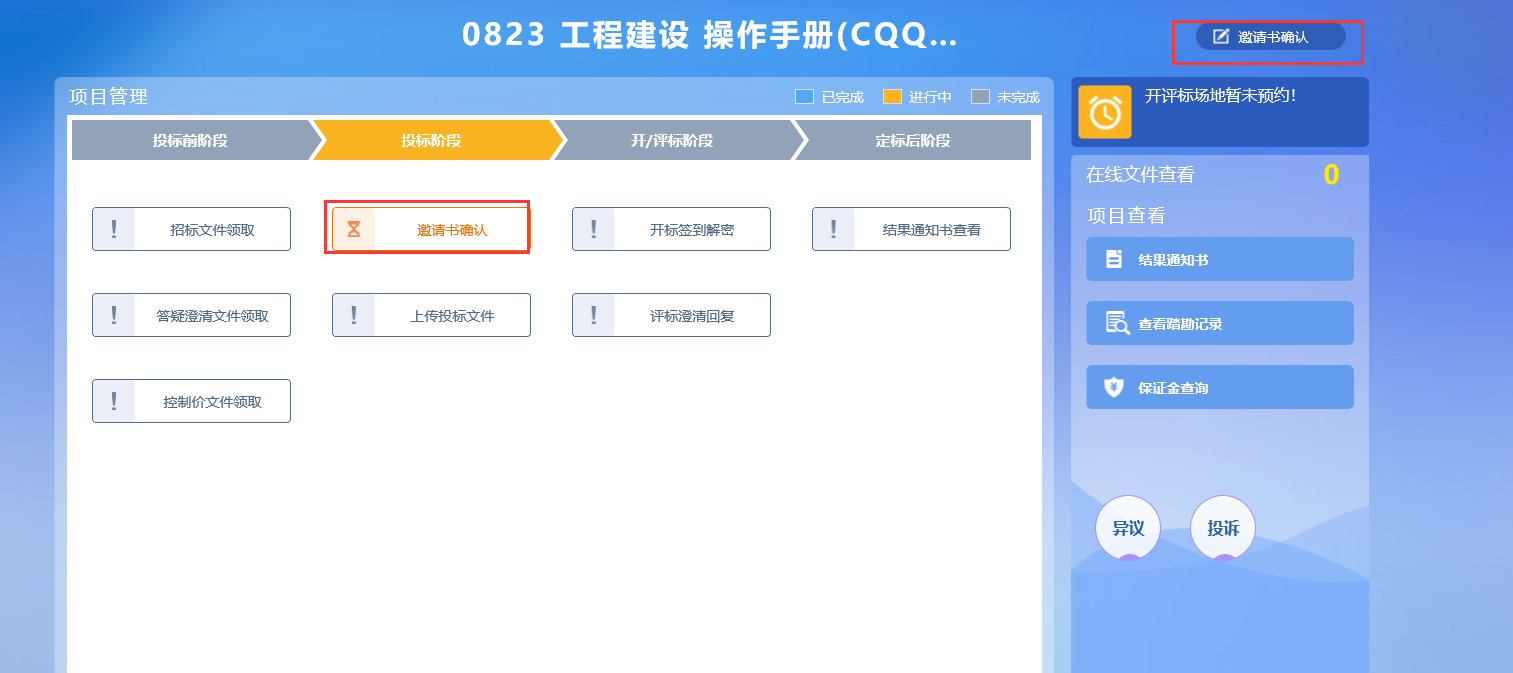 0823 工程建设 操作手册(CQQ...
邀请书确认
项目管理
已完成 进行中 未完成
投标前阶段 投标阶段 开/评标阶段 定标后阶段
! 招标文件领取
邀请书确认
! 开标签到解密
! 结果通知书查看
! 答疑澄清文件领取
! 上传投标文件
! 评标澄清回复
! 控制价文件领取
开评标场地暂未预约!
在线文件查看 0
项目查看
结果通知书
查看踏勘记录
保证金查询
异议 投诉